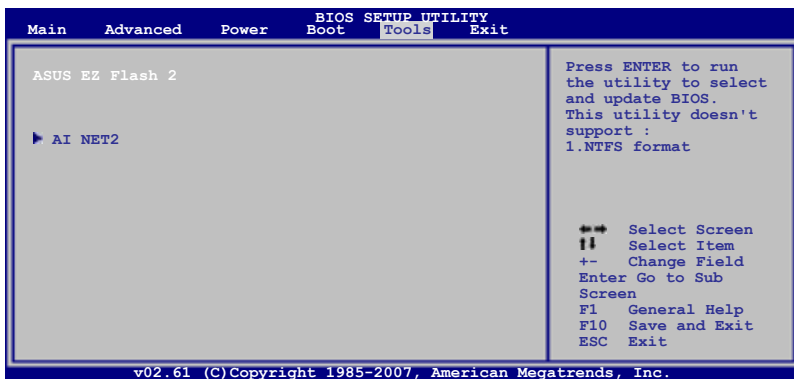 BIOS SETUP UTILITY
Main Advanced Power Boot Tools Exit
ASUS EZ Flash 2
AI NET2
Press ENTER to run
the utility to select
and update BIOS.
This utility doesn't
support :
1.NTFS format
Select Screen
Select Item
+- Change Field
Enter Go to Sub
Screen
F1 General Help
F10 Save and Exit
ESC Exit
v02.61 (C)Copyright 1985-2007, American Megatrends, Inc.